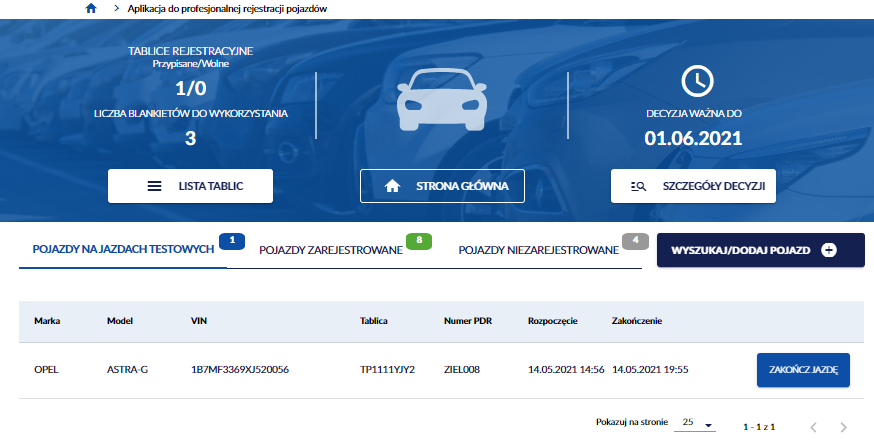 Aplikacja do profesjonalnej rejestracji pojazdów
TABLICE REJESTRACYJNE
Przypisane/Wolne
1/0
LICZBA BLANKIETÓW DO WYKORZYSTANIA
3
DECYZJA WAŻNA DO
01.06.2021
LISTA TABLIC
STRONA GŁÓWNA
SZCZEGÓŁY DECYZJI
POJAZDY NA JAZDACH TESTOWYCH 1
POJAZDY ZAREJESTROWANE 8
POJAZDY NIEZAREJESTROWANE 4
WYSZUKAJ/DODAJ POJAZD
Marka Model VIN Tablica Numer PDR Rozpoczęcie Zakończenie
OPEL ASTRA-G 1B7MF3369XJ520056 TP1111YJY2 ZIEL008 14.05.2021 14:56 14.05.2021 19:55 ZAKOŃCZ JAZDĘ
Pokazuj na stronie 25 1 - 1 z 1